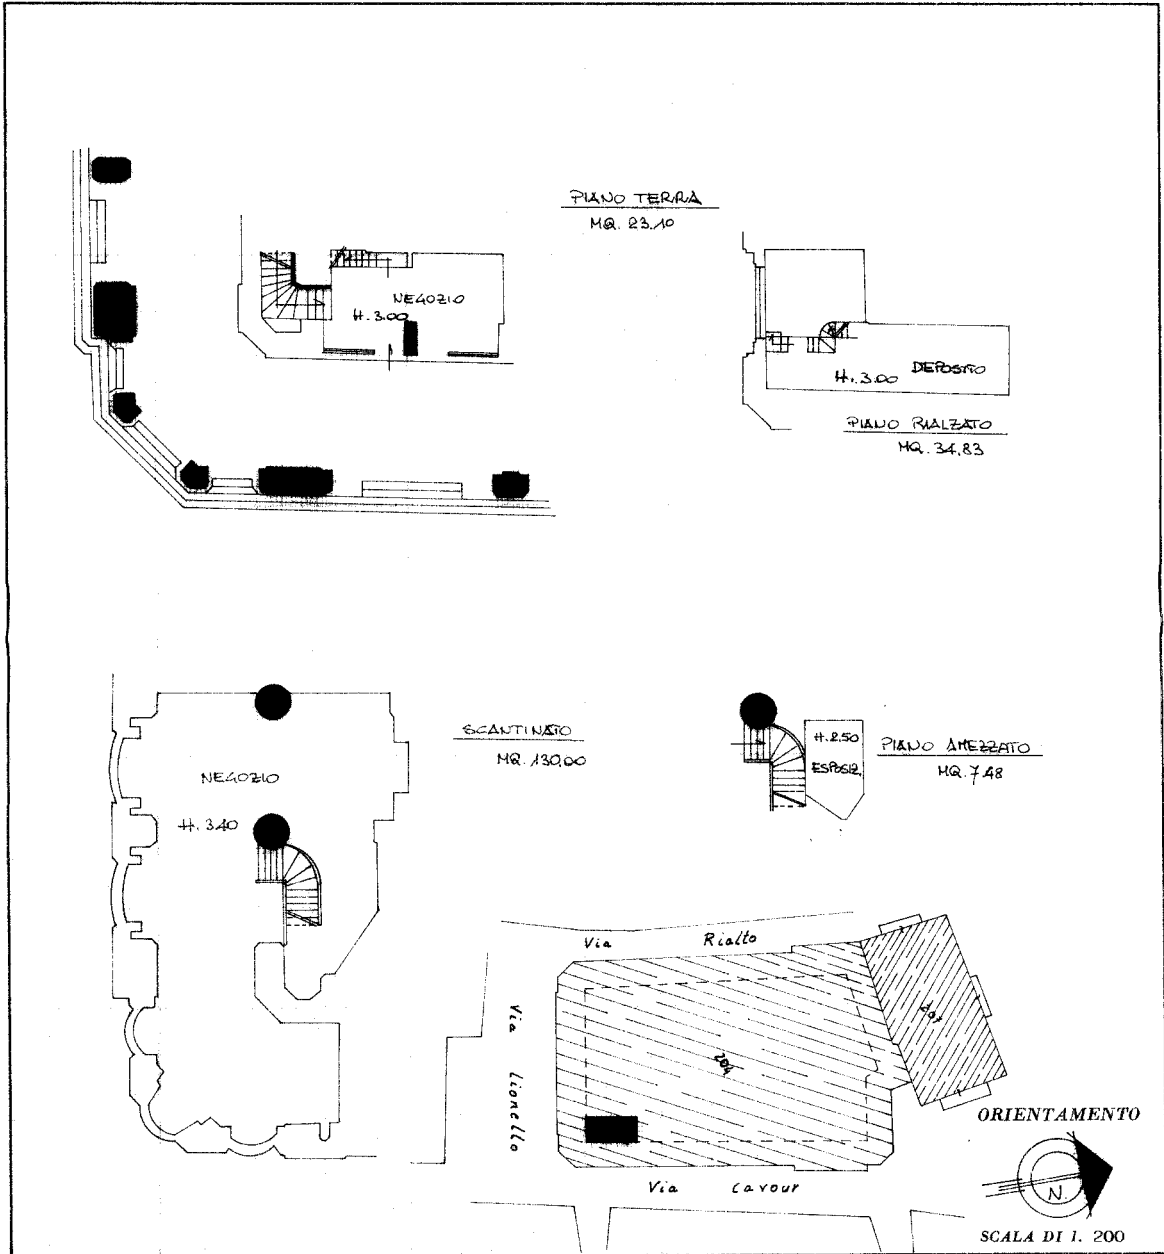 PIANO TERRA
MQ. 23.10
NEGOZIO
H. 3.00
DEPOSITO
H. 3.00
PIANO RIALZATO
MQ. 34.83
SCANTINATO
MQ. 130,00
NEGOZIO
H. 3.40
H. 2.50
ESPOSIZ.
PIANO AMEZZATO
MQ. 7.48
Via Rialto
Via Lionello
204
Via Cavour
ORIENTAMENTO
N.
SCALA DI 1. 200